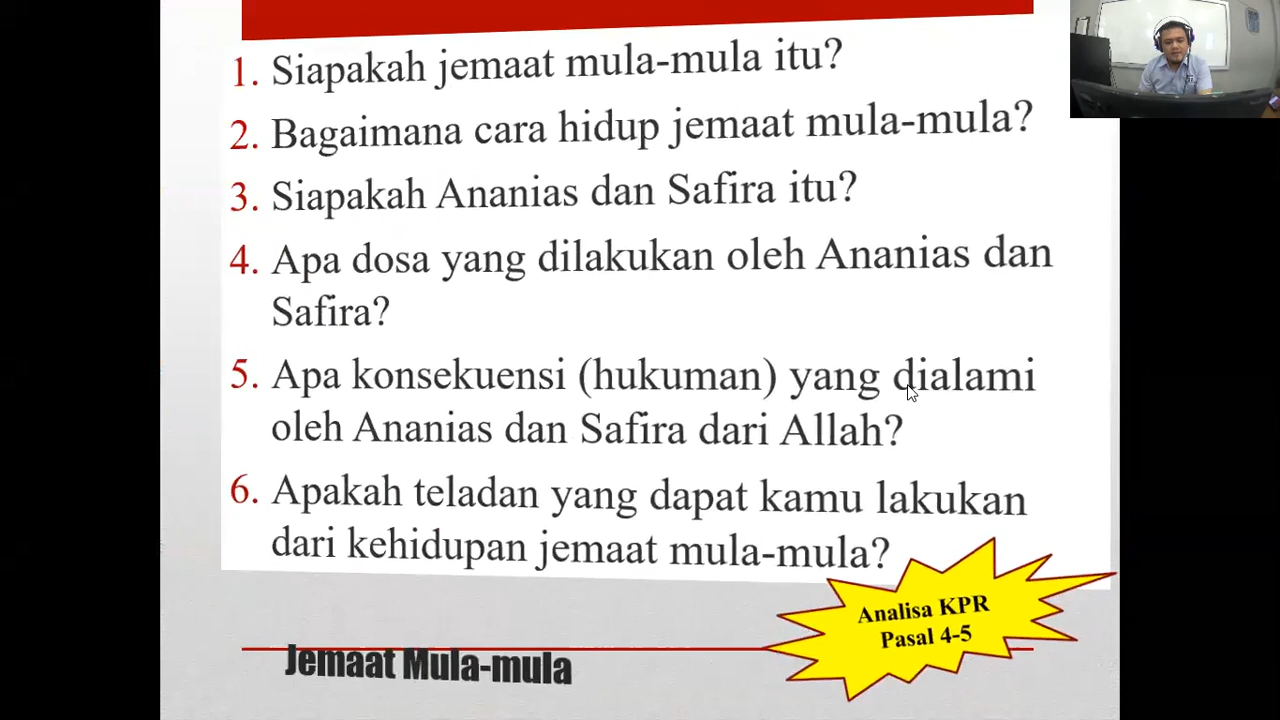 1. Siapakah jemaat mula-mula itu?
2. Bagaimana cara hidup jemaat mula-mula?
3. Siapakah Ananias dan Safira itu?
4. Apa dosa yang dilakukan oleh Ananias dan
Safira?
5. Apa konsekuensi (hukuman) yang dialami
oleh Ananias dan Safira dari Allah?
6. Apakah teladan yang dapat kamu lakukan
dari kehidupan jemaat mula-mula?
Analisa KPR
Pasal 4-5
Jemaat Mula-mula